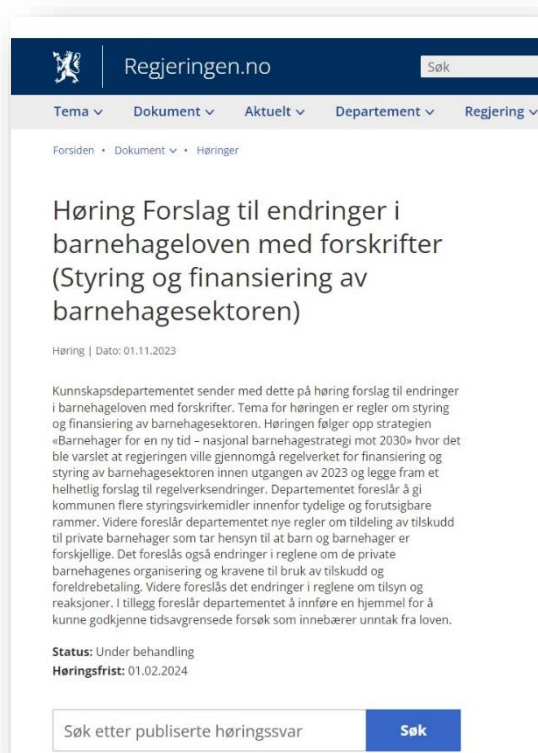 Regjeringen.no
Søk
Tema
Dokument
Aktuelt
Departement
Regjering
Forsiden • Dokument • Høringer
Høring Forslag til endringer i
barnehageloven med forskrifter
(Styring og finansiering av
barnehagesektoren)
Høring | Dato: 01.11.2023
Kunnskapsdepartementet sender med dette på høring forslag til endringer
i barnehageloven med forskrifter. Tema for høringen er regler om styring
og finansiering av barnehagesektoren. Høringen følger opp strategien
«Barnehager for en ny tid – nasjonal barnehagestrategi mot 2030» hvor det
ble varslet at regjeringen ville gjennomgå regelverket for finansiering og
styring av barnehagesektoren innen utgangen av 2023 og legge fram et
helhetlig forslag til regelverksendringer. Departementet foreslår å gi
kommunen flere styringsvirkemidler innenfor tydelige og forutsigbare
rammer. Videre foreslår departementet nye regler om tildeling av tilskudd
til private barnehager som tar hensyn til at barn og barnehager er
forskjellige. Det foreslås også endringer i reglene om de private
barnehagenes organisering og kravene til bruk av tilskudd og
foreldrebetaling. Videre foreslås det endringer i reglene om tilsyn og
reaksjoner. I tillegg foreslår departementet å innføre en hjemmel for å
kunne godkjenne tidsavgrensede forsøk som innebærer unntak fra loven.
Status: Under behandling
Høringsfrist: 01.02.2024
Søk etter publiserte høringssvar
Søk